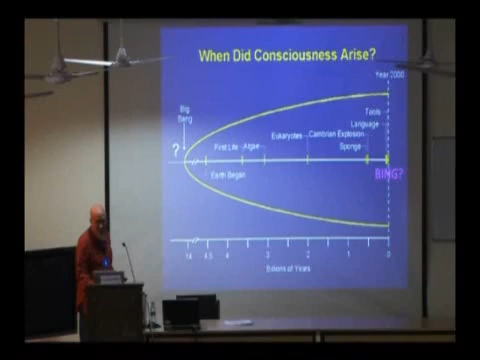 When Did Consciousness Arise?
Year 2000
Big
Bang
Tools
Language
Eukaryotes Cambrian Explosion
First Life Algae Sponge
?
Earth Began
BING?
14 4.5 4 3 2 1 0
Billions of Years